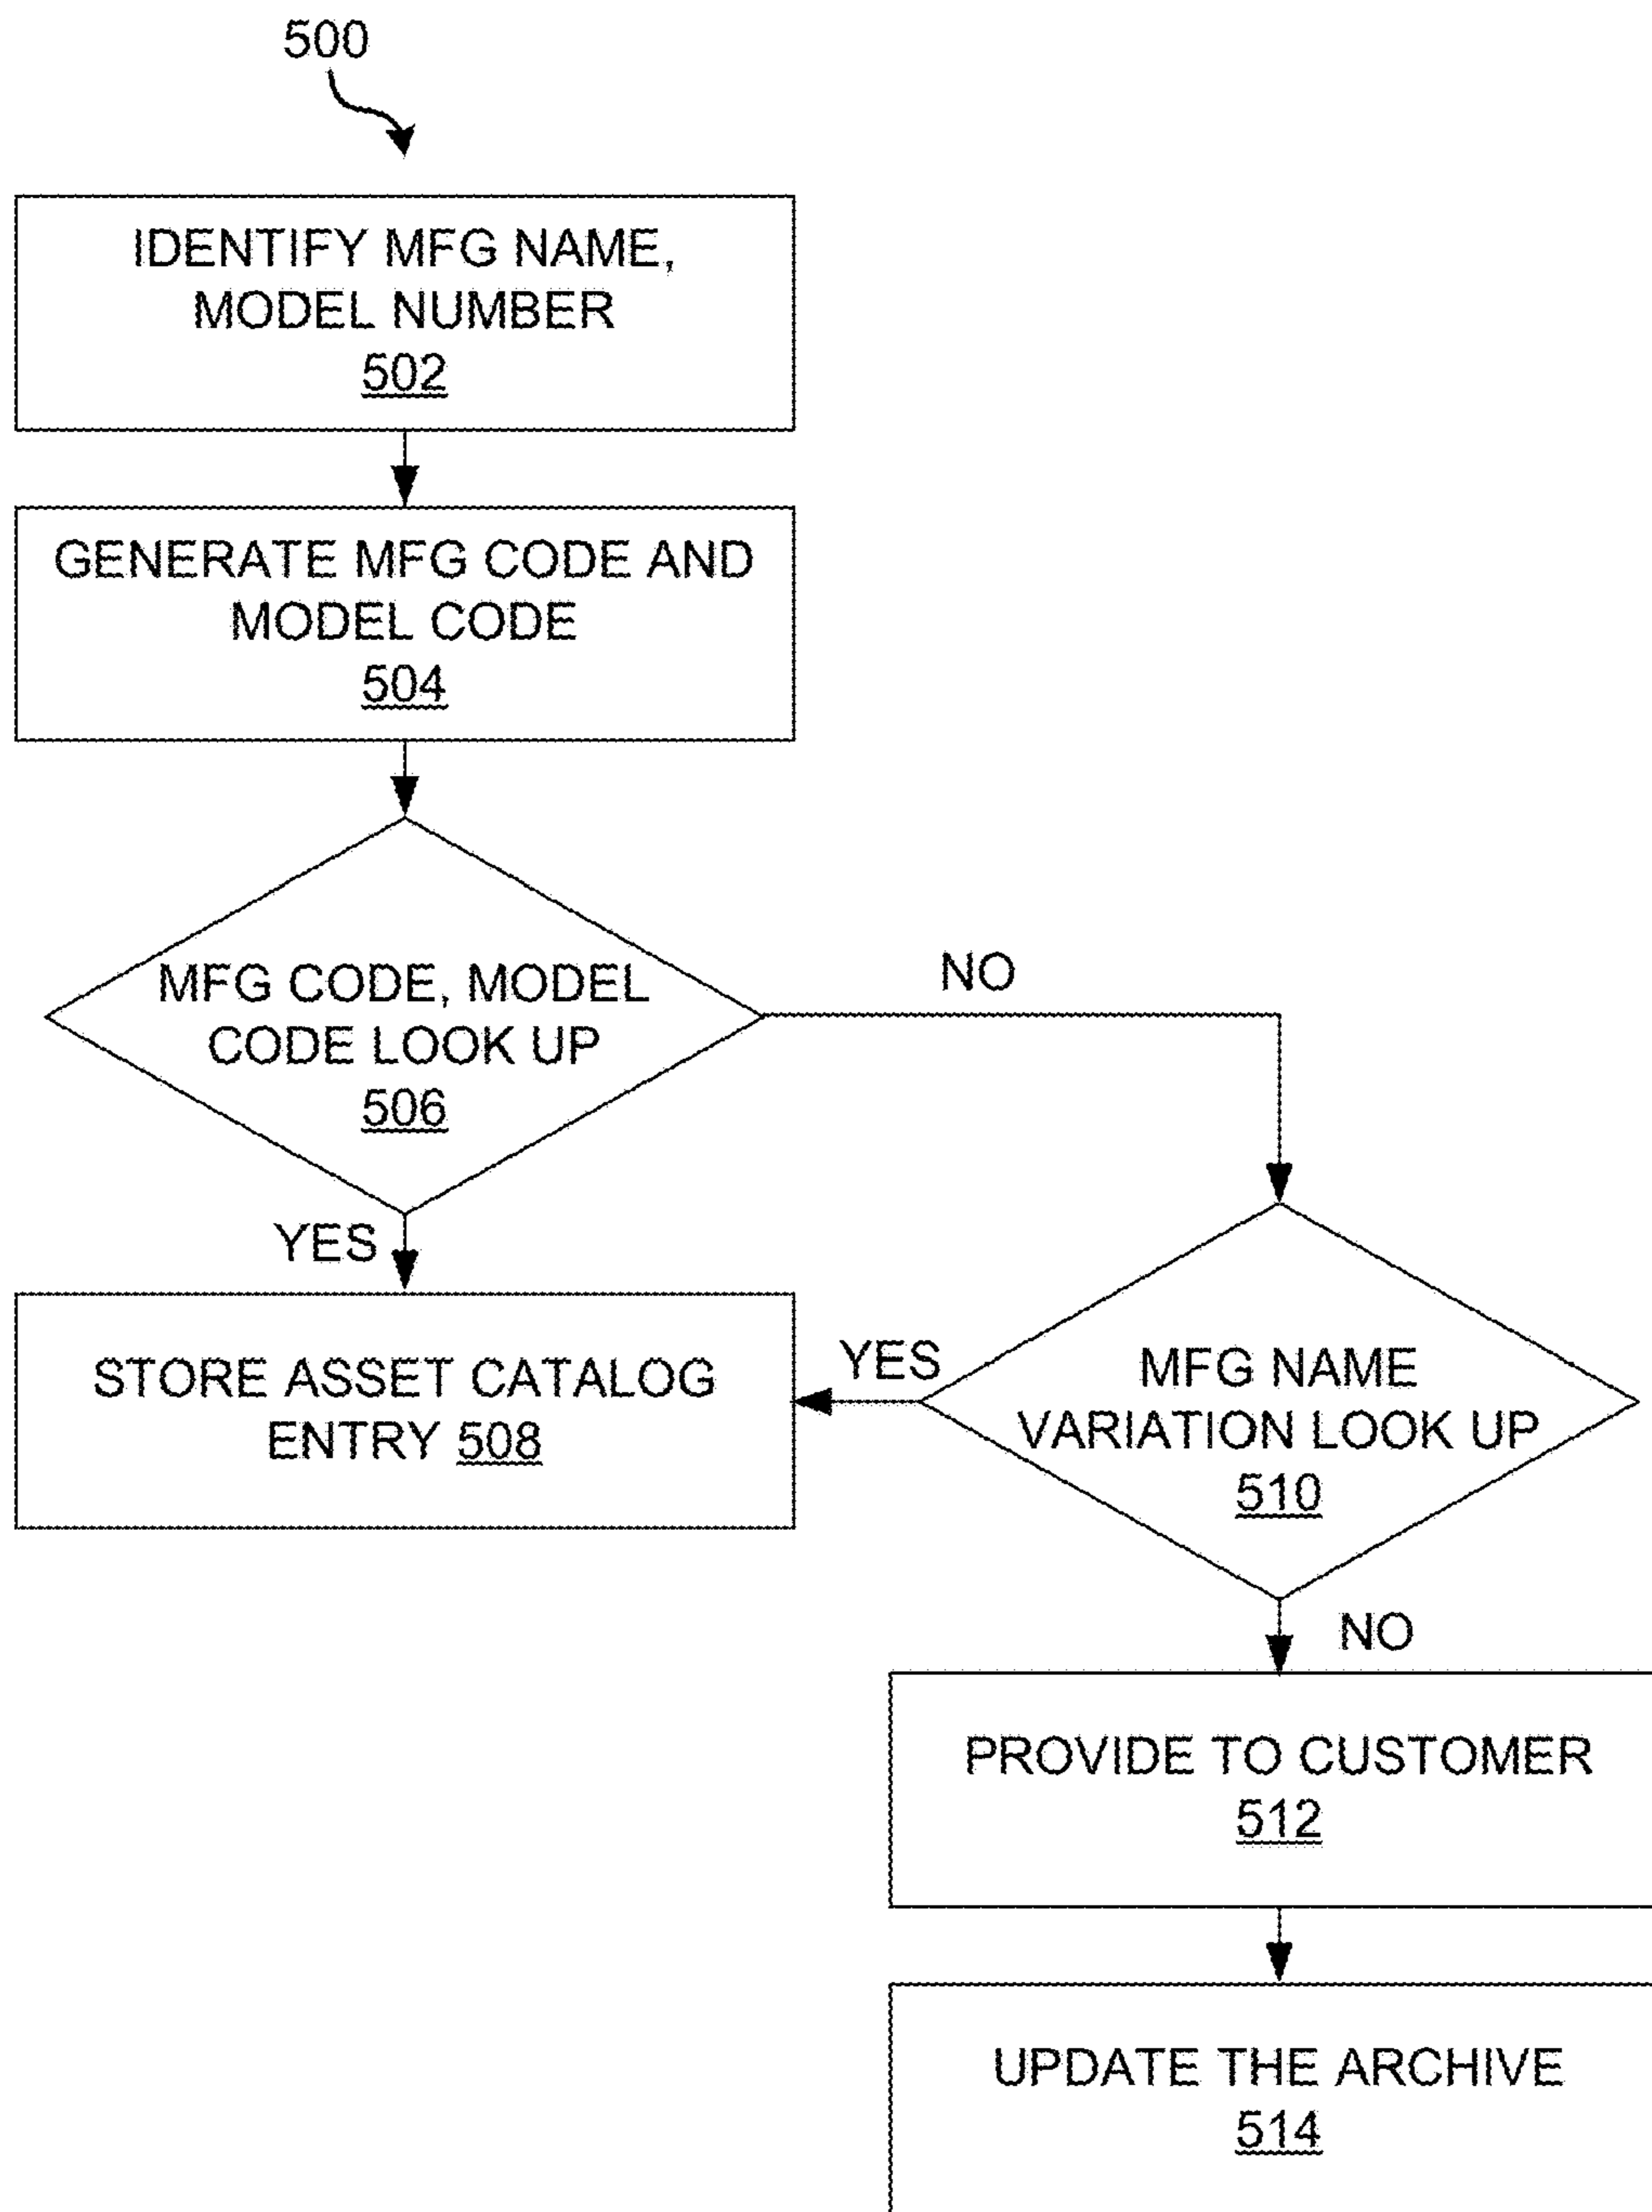 500
IDENTIFY MFG NAME,
MODEL NUMBER
502
GENERATE MFG CODE AND
MODEL CODE
504
MFG CODE, MODEL
CODE LOOK UP
506
NO
YES
STORE ASSET CATALOG
ENTRY 508
YES
MFG NAME
VARIATION LOOK UP
510
NO
PROVIDE TO CUSTOMER
512
UPDATE THE ARCHIVE
514